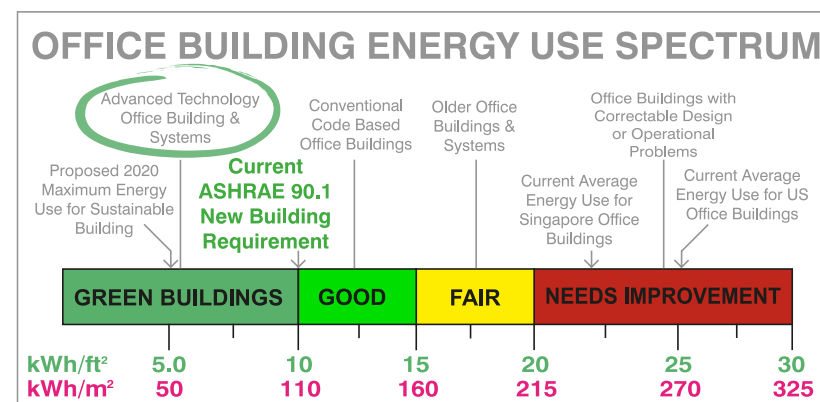 OFFICE BUILDING ENERGY USE SPECTRUM
Advanced Technology
Office Building &
Systems
Conventional
Code Based
Office Buildings
Older Office
Buildings &
Systems
Office Buildings with
Correctable Design
or Operational
Problems
Proposed 2020
Maximum Energy
Use for Sustainable
Building
Current
ASHRAE 90.1
New Building
Requirement
Current Average
Energy Use for
Singapore Office
Buildings
Current Average
Energy Use for US
Office Buildings
GREEN BUILDINGS GOOD FAIR NEEDS IMPROVEMENT
kWh/ft² 5.0 10 15 20 25 30
kWh/m² 50 110 160 215 270 325